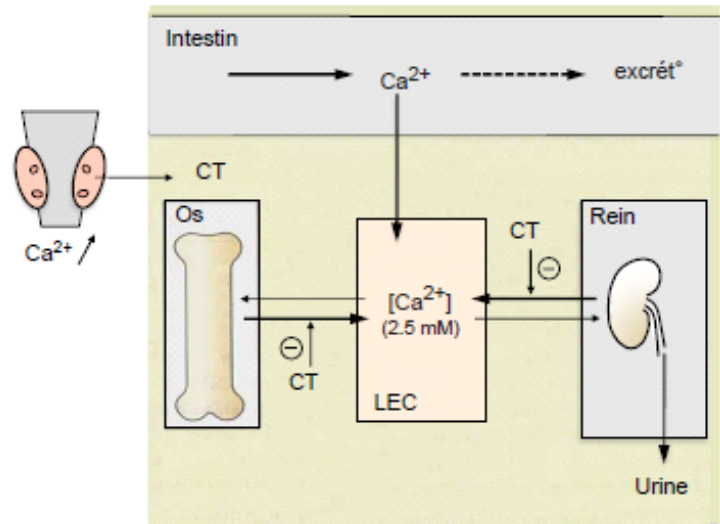 Intestin
Ca2+
excrét°
CT
Ca2+
Os
CT
Rein
[Ca2+]
(2.5 mM)
CT
LEC
Urine